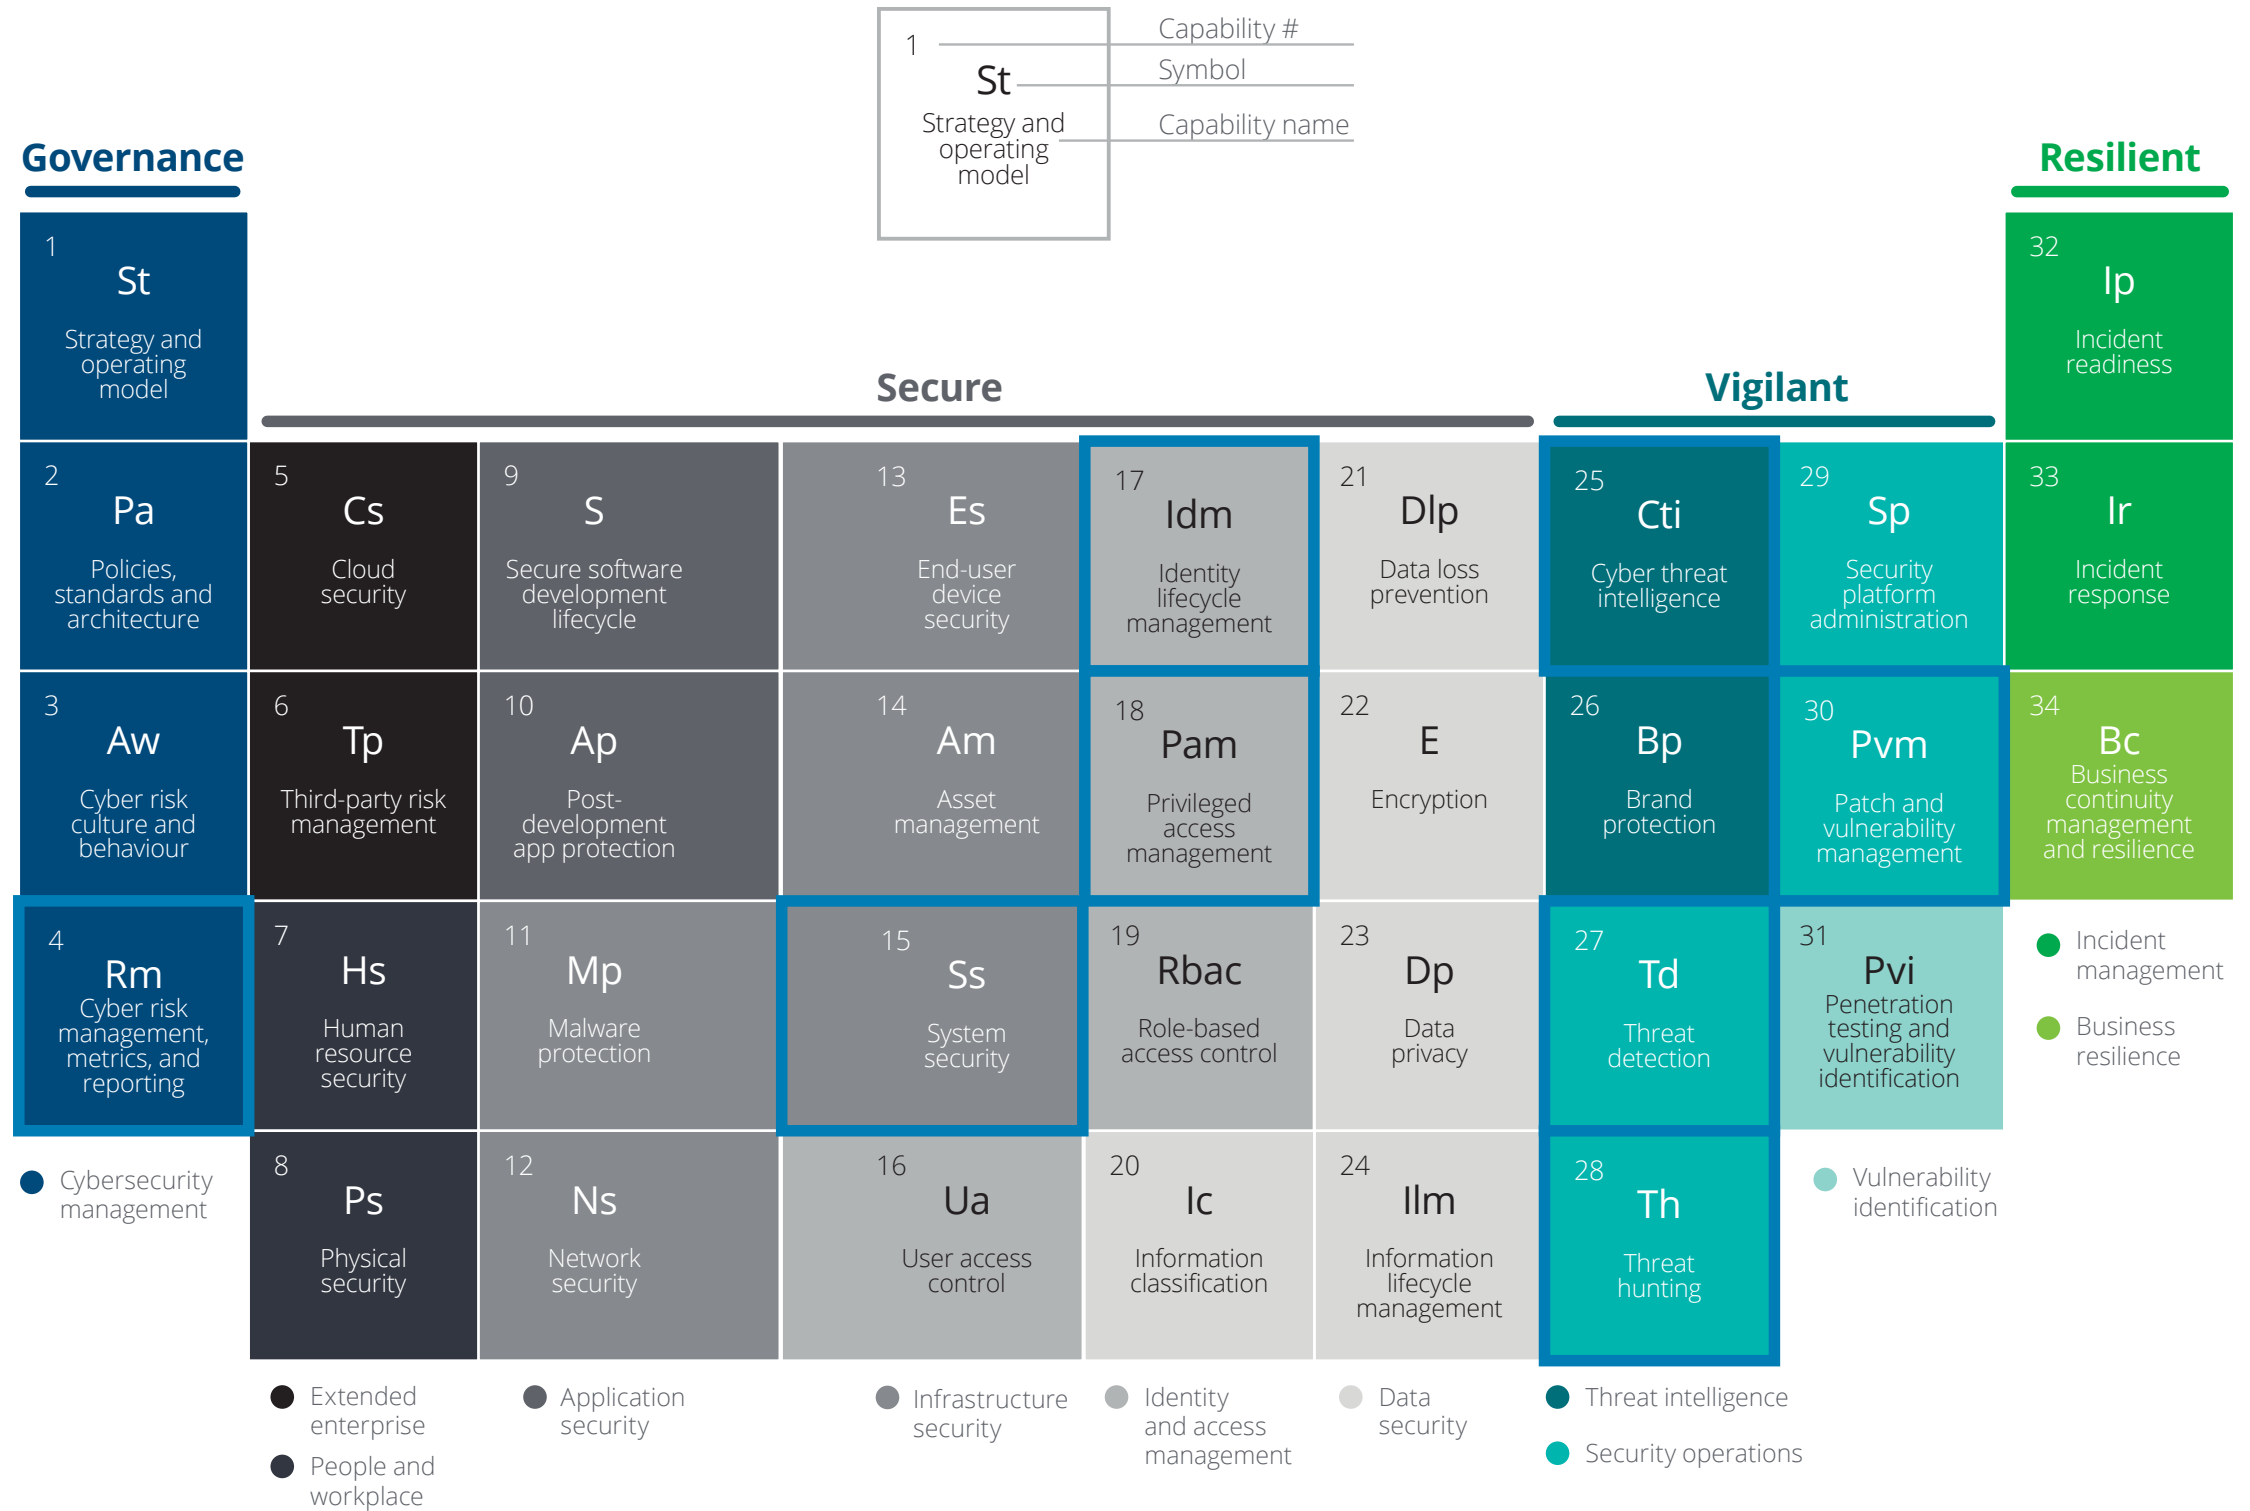 1
Capability #
St
Symbol
Strategy and
operating
model
Capability name
Governance
Resilient
1
St
Strategy and
operating
model
32
Ip
Incident
readiness
Secure
Vigilant
2
Pa
Policies,
standards and
architecture
5
Cs
Cloud
security
9
S
Secure software
development
lifecycle
13
Es
End-user
device
security
17
Idm
Identity
lifecycle
management
21
Dlp
Data loss
prevention
25
Cti
Cyber threat
intelligence
29
Sp
Security
platform
administration
33
Ir
Incident
response
3
Aw
Cyber risk
culture and
behaviour
6
Tp
Third-party risk
management
10
Ap
Post-
development
app protection
14
Am
Asset
management
18
Pam
Privileged
access
management
22
E
Encryption
26
Bp
Brand
protection
30
Pvm
Patch and
vulnerability
management
34
Bc
Business
continuity
management
and resilience
4
Rm
Cyber risk
management,
metrics, and
reporting
7
Hs
Human
resource
security
11
Mp
Malware
protection
15
Ss
System
security
19
Rbac
Role-based
access control
23
Dp
Data
privacy
27
Td
Threat
detection
31
Pvi
Penetration
testing and
vulnerability
identification
Incident
management
Business
resilience
Cybersecurity
management
8
Ps
Physical
security
12
Ns
Network
security
16
Ua
User access
control
20
Ic
Information
classification
24
Ilm
Information
lifecycle
management
28
Th
Threat
hunting
Vulnerability
identification
Extended
enterprise
People and
workplace
Application
security
Infrastructure
security
Identity
and access
management
Data
security
Threat intelligence
Security operations